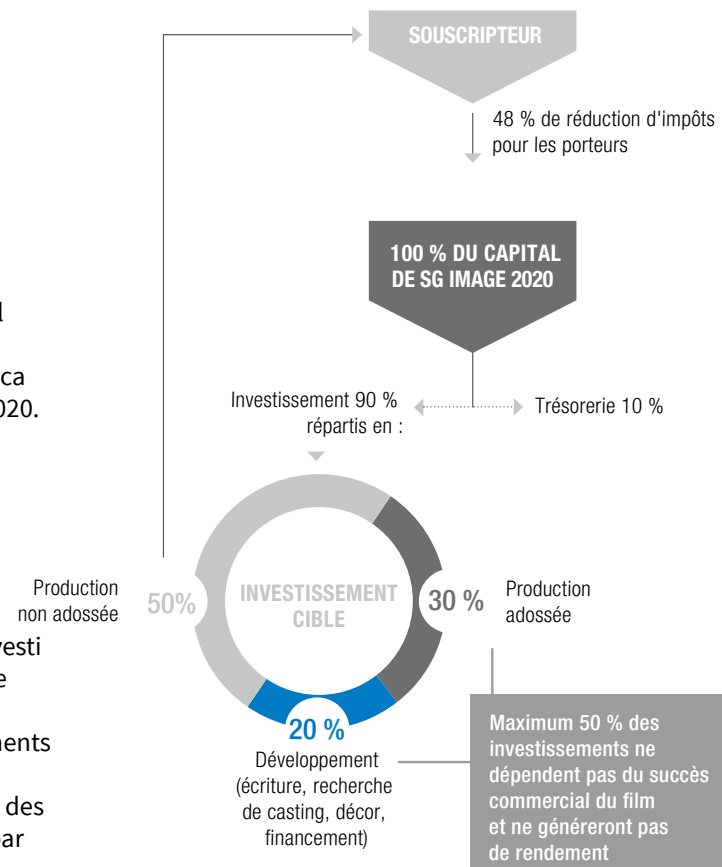 SOUSCRIPTEUR
48 % de réduction d'impôts
pour les porteurs
100 % DU CAPITAL
DE SG IMAGE 2020
Investissement 90 %
répartis en :
Trésorerie 10 %
020.
Production
non adossée
50%
INVESTISSEMENT
CIBLE
30 %
Production
adossée
20 %
Développement
(écriture, recherche
de casting, décor,
financement)
Maximum 50 % des
investissements ne
dépendent pas du succès
commercial du film
et ne généreront pas
de rendement
des